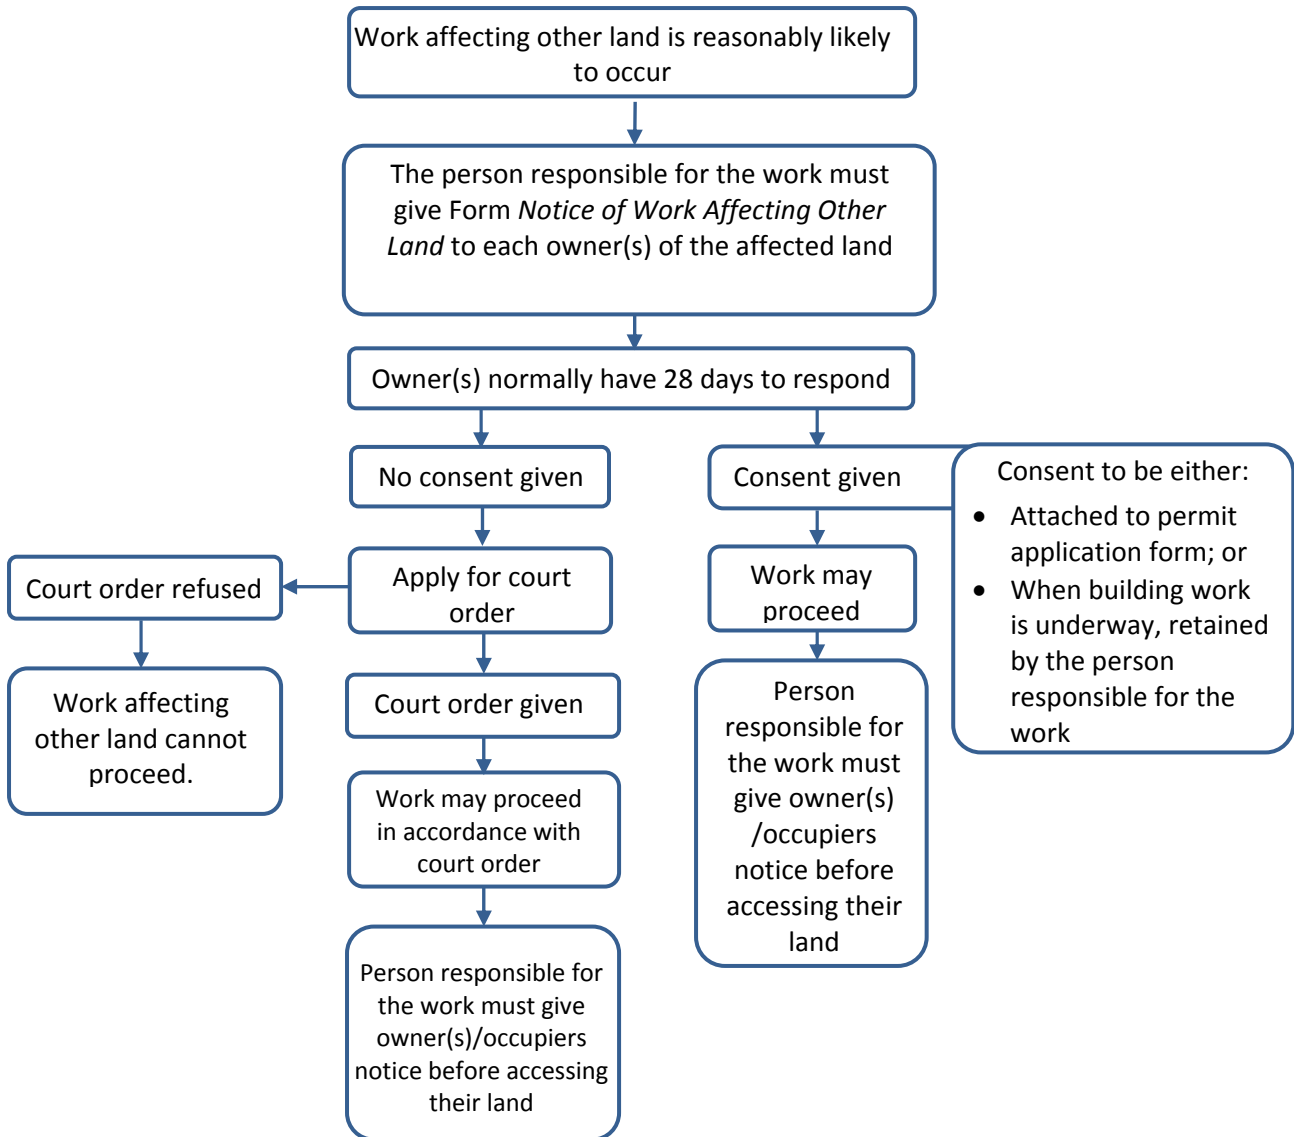 Work affecting other land is reasonably likely
to occur
The person responsible for the work must
give Form Notice of Work Affecting Other
Land to each owner(s) of the affected land
Owner(s) normally have 28 days to respond
No consent given
Consent given
Consent to be either:
• Attached to permit
application form; or
• When building work
is underway, retained
by the person
responsible for the
work
Court order refused
Apply for court
order
Work may
proceed
Work affecting
other land cannot
proceed.
Court order given
Person
responsible for
the work must
give owner(s)
/occupiers
notice before
accessing their
land
Work may proceed
in accordance with
court order
Person responsible for
the work must give
owner(s)/occupiers
notice before accessing
their land